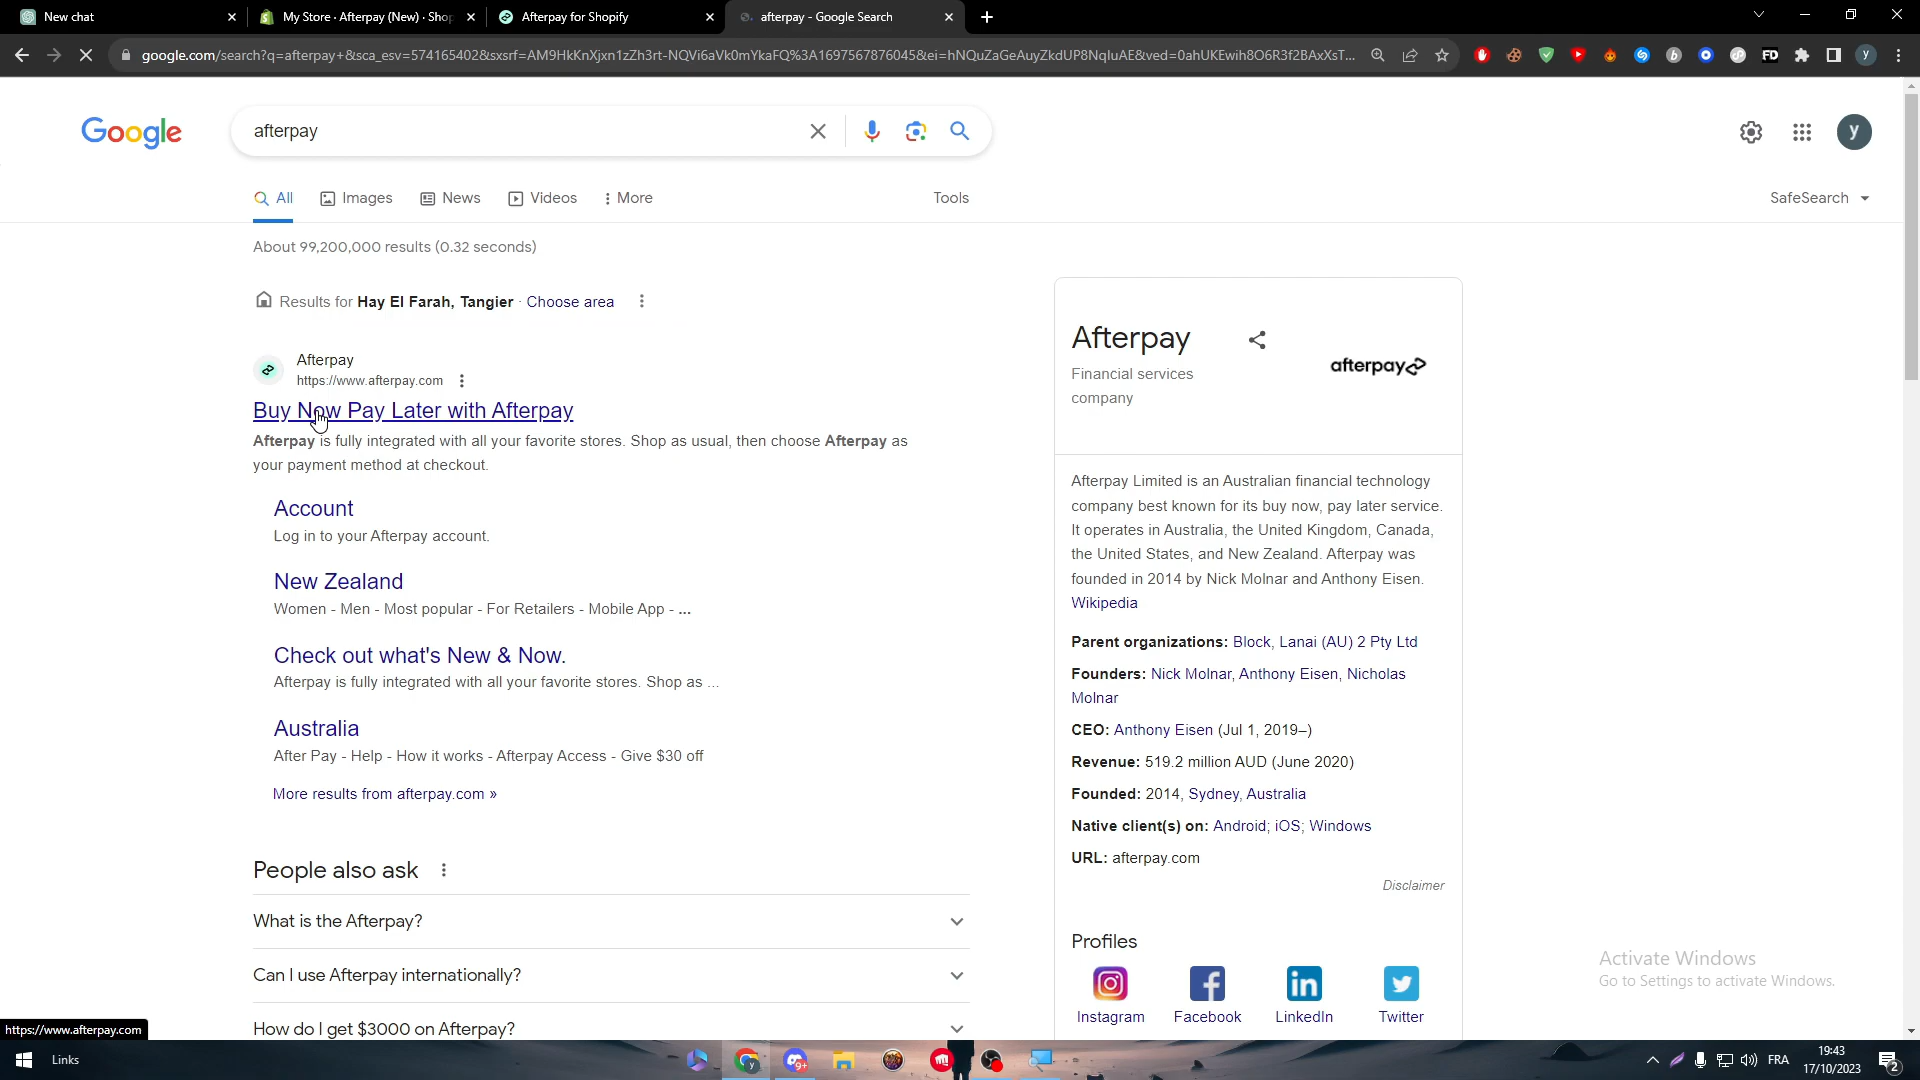 New chat
My Store · Afterpay (New) · Shop
Afterpay for Shopify
afterpay - Google Search
google.com/search?q=afterpay+&sca_esv=574165402&sxsrf=AM9HkKnXjxn1zZh3rt-NQVi6aVk0mYkaFQ%3A1697567876045&ei=hNQuZaGeAuyZkdUP8NqIuAE&ved=0ahUKEwih8O6R3f2BAxXsT...
FD
y
Google
afterpay
y
All
Images
News
Videos
More
Tools
SafeSearch
About 99,200,000 results (0.32 seconds)
Results for Hay El Farah, Tangier · Choose area
Afterpay
https://www.afterpay.com
Buy Now Pay Later with Afterpay
Afterpay is fully integrated with all your favorite stores. Shop as usual, then choose Afterpay as
your payment method at checkout.
Account
Log in to your Afterpay account.
New Zealand
Women - Men - Most popular - For Retailers - Mobile App - ...
Check out what's New & Now.
Afterpay is fully integrated with all your favorite stores. Shop as ...
Australia
After Pay - Help - How it works - Afterpay Access - Give $30 off
More results from afterpay.com »
People also ask
What is the Afterpay?
Can I use Afterpay internationally?
How do I get $3000 on Afterpay?
Afterpay
Financial services
company
afterpay
Afterpay Limited is an Australian financial technology
company best known for its buy now, pay later service.
It operates in Australia, the United Kingdom, Canada,
the United States, and New Zealand. Afterpay was
founded in 2014 by Nick Molnar and Anthony Eisen.
Wikipedia
Parent organizations: Block, Lanai (AU) 2 Pty Ltd
Founders: Nick Molnar, Anthony Eisen, Nicholas
Molnar
CEO: Anthony Eisen (Jul 1, 2019–)
Revenue: 519.2 million AUD (June 2020)
Founded: 2014, Sydney, Australia
Native client(s) on: Android; iOS; Windows
URL: afterpay.com
Disclaimer
Profiles
Instagram
Facebook
LinkedIn
Twitter
Activate Windows
Go to Settings to activate Windows.
https://www.afterpay.com
Links
FRA
19:43
17/10/2023
2